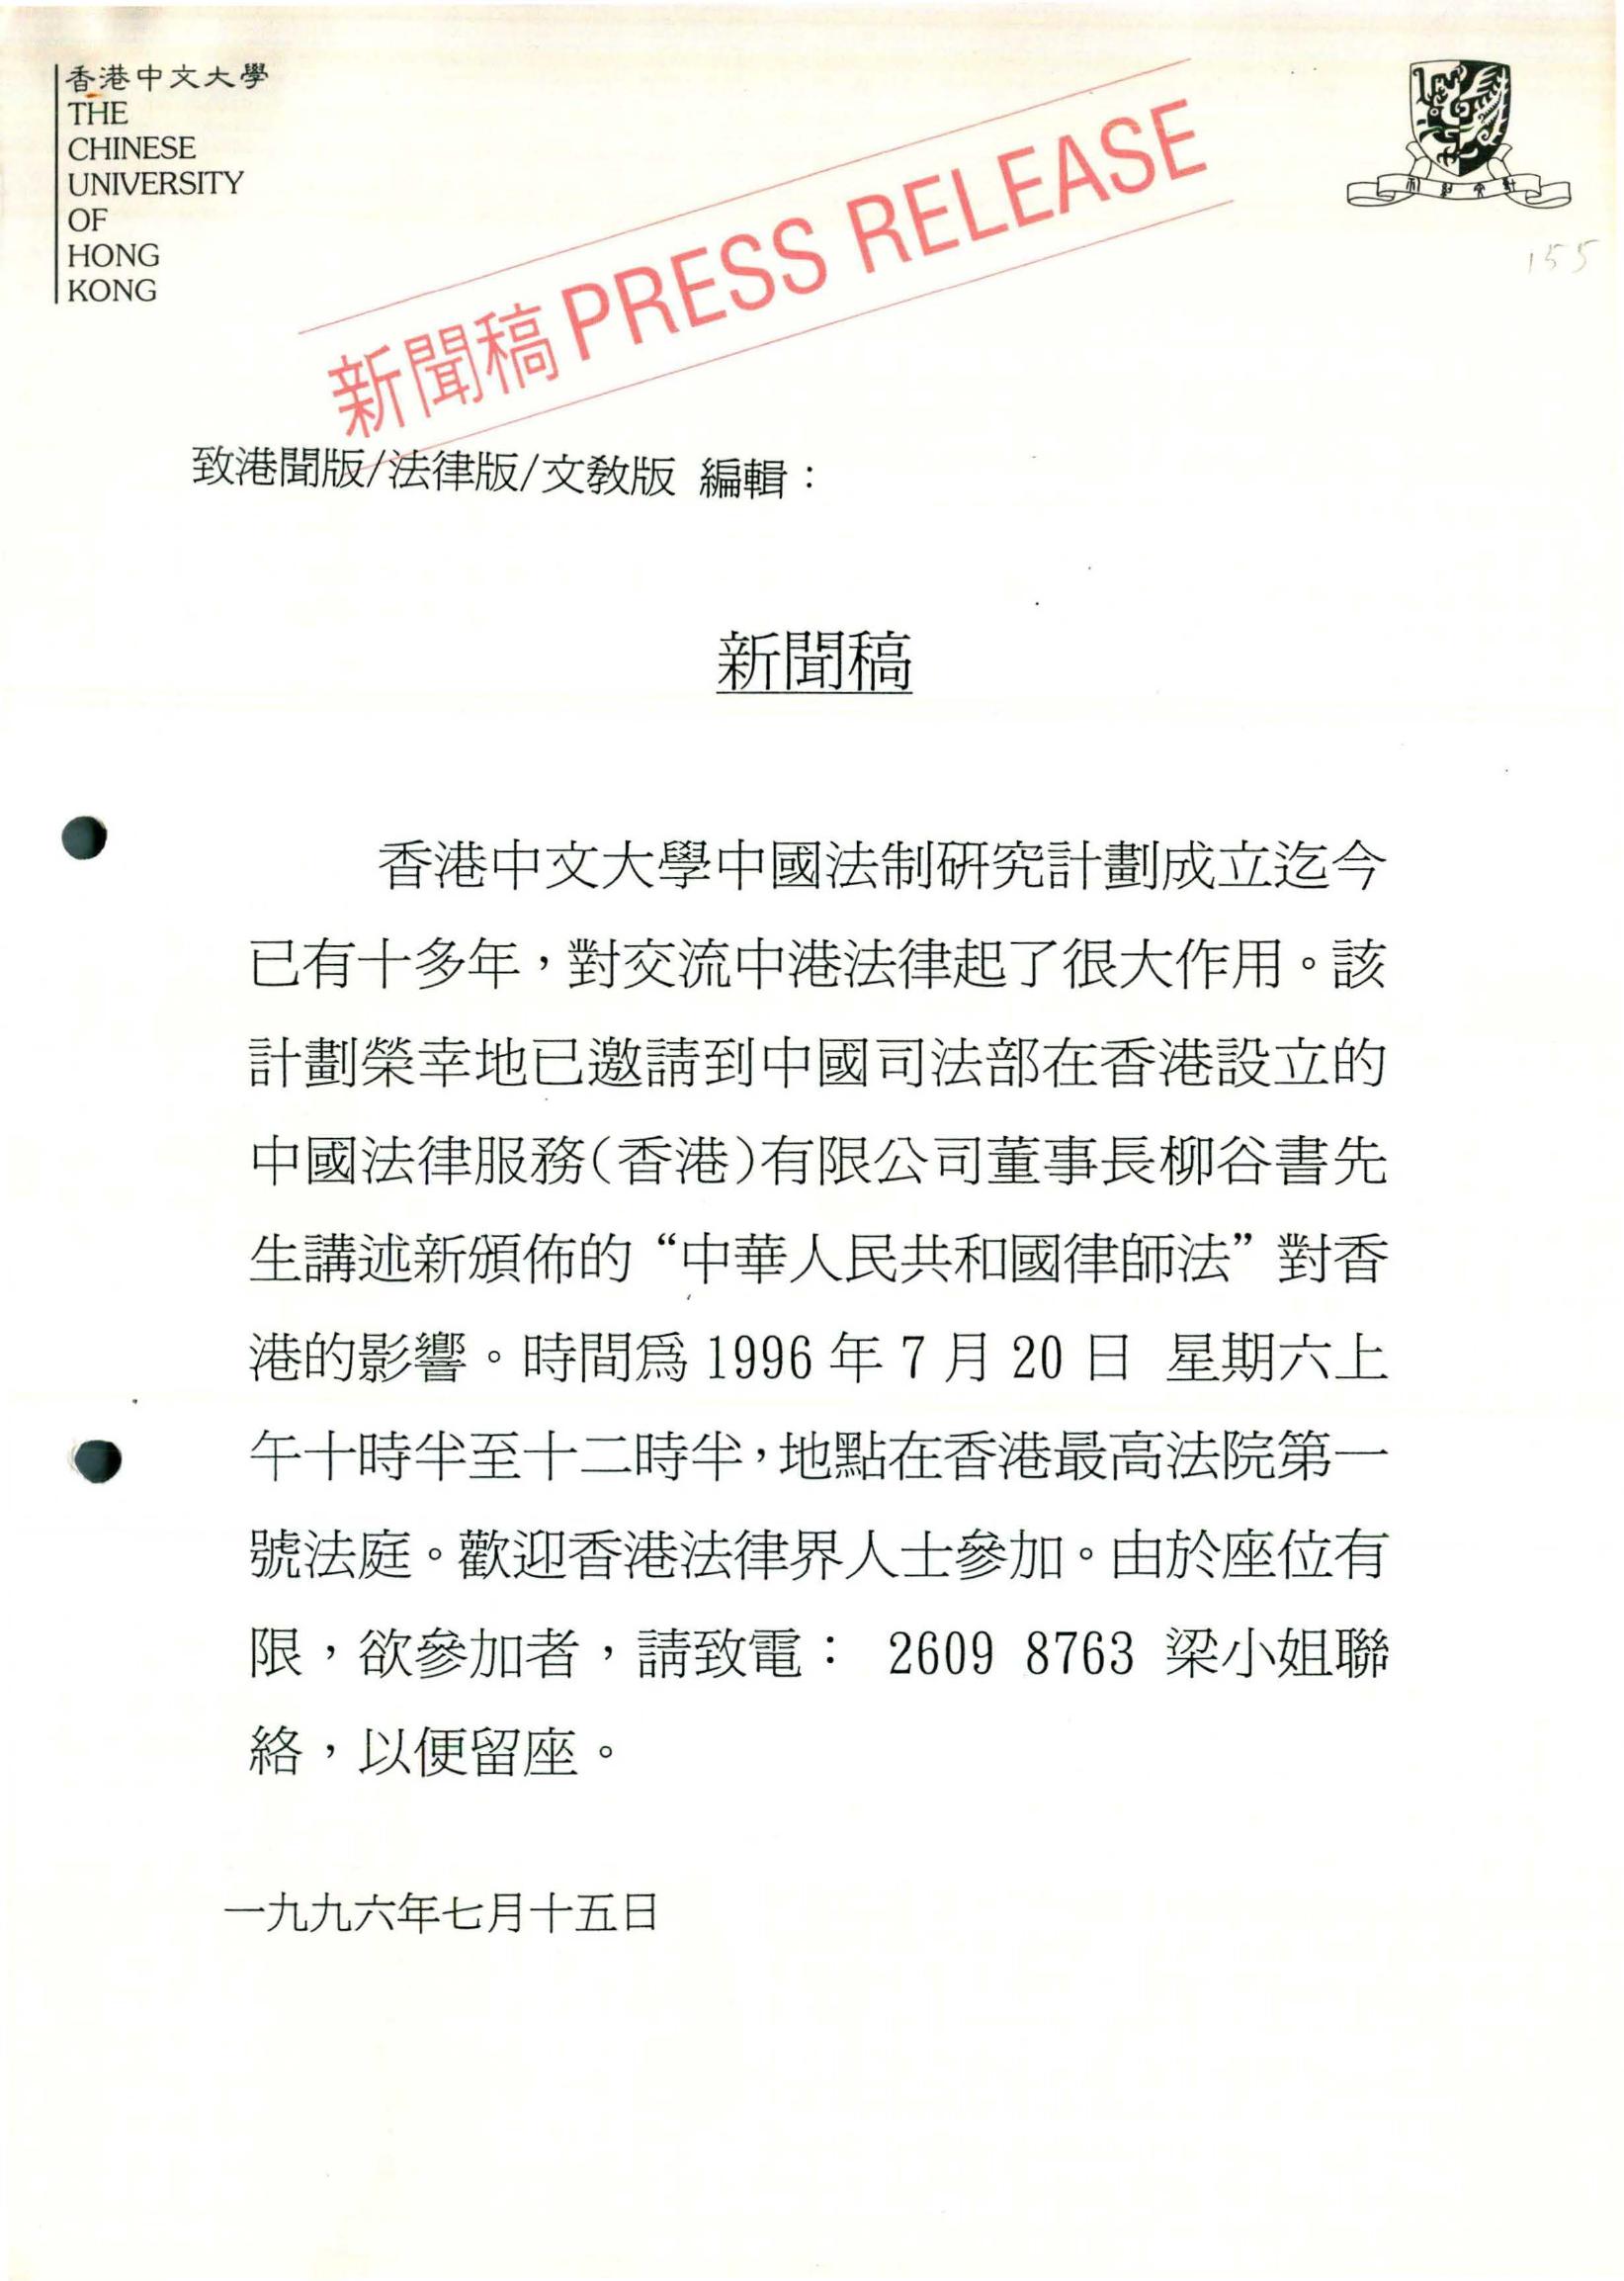 香港中文大學
THE
CHINESE
UNIVERSITY
OF
HONG
KONG
新聞稿 PRESS RELEASE
155
致港聞版/法律版/文教版 編輯：
新聞稿
香港中文大學中國法制研究計劃成立迄今
已有十多年，對交流中港法律起了很大作用。該
計劃榮幸地已邀請到中國司法部在香港設立的
中國法律服務(香港)有限公司董事長柳谷書先
生講述新頒佈的“中華人民共和國律師法”對香
港的影響。時間爲 1996 年 7 月 20 日 星期六上
午十時半至十二時半，地點在香港最高法院第一
號法庭。歡迎香港法律界人士參加。由於座位有
限，欲參加者，請致電： 2609 8763 梁小姐聯
絡，以便留座。
一九九六年七月十五日